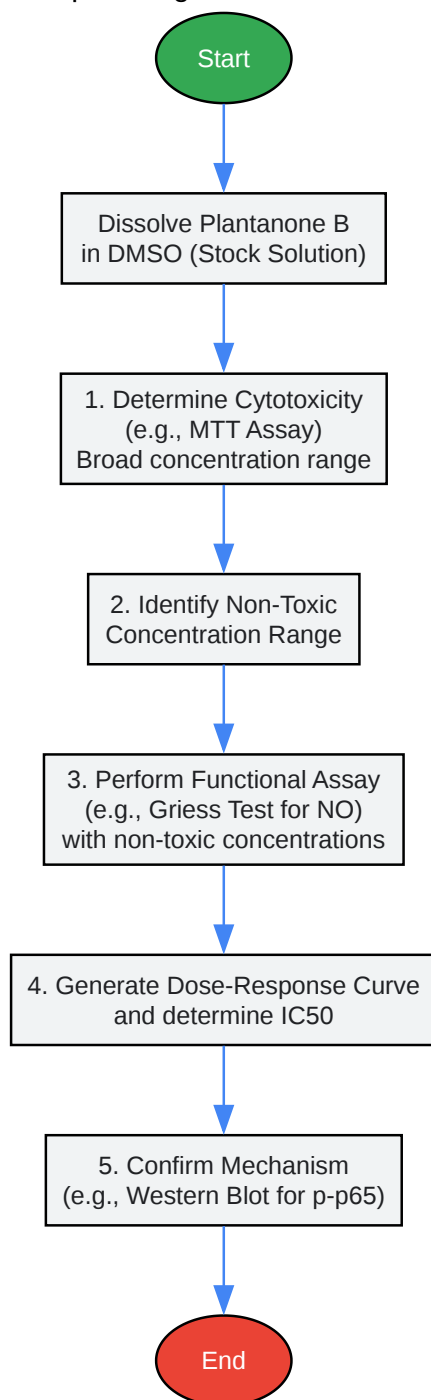 Start
Dissolve Plantanone B
in DMSO (Stock Solution)
1. Determine Cytotoxicity
(e.g., MTT Assay)
Broad concentration range
2. Identify Non-Toxic
Concentration Range
3. Perform Functional Assay
(e.g., Griess Test for NO)
with non-toxic concentrations
4. Generate Dose-Response Curve
and determine IC50
5. Confirm Mechanism
(e.g., Western Blot for p-p65)
End